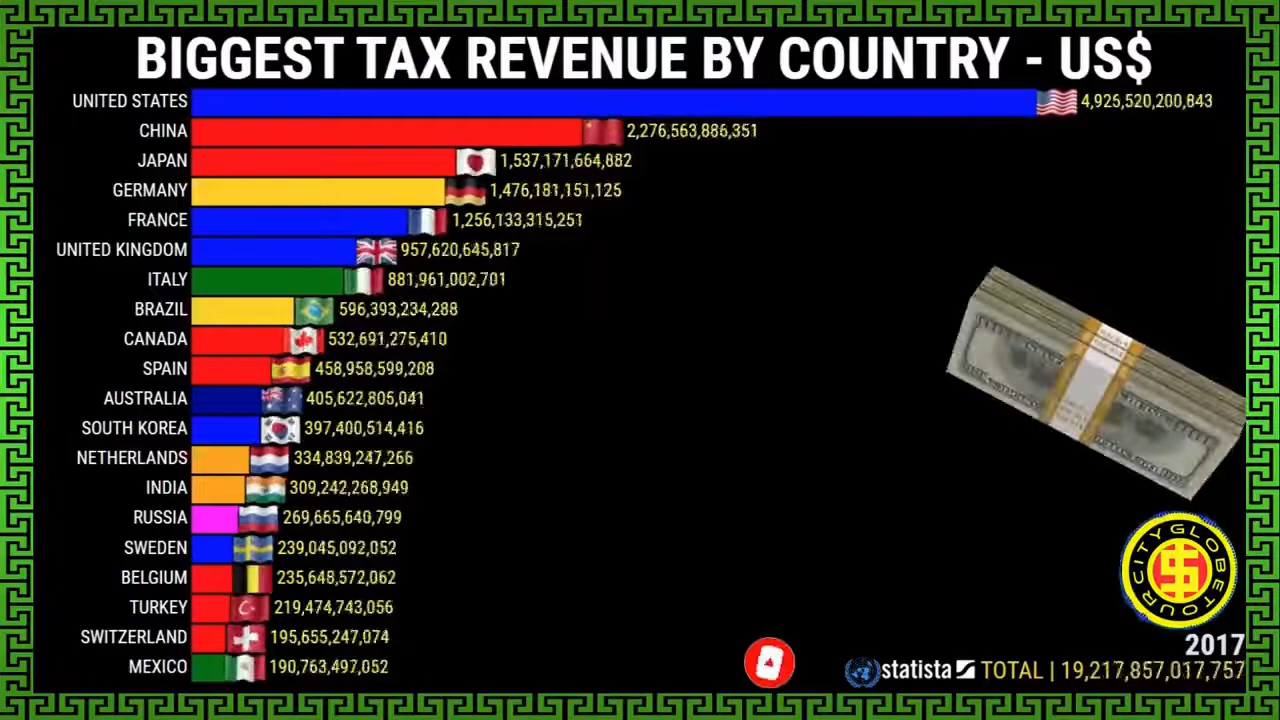 BIGGEST TAX REVENUE BY COUNTRY - US$
UNITED STATES 4,925,520,200,843
CHINA 2,276,563,886,351
JAPAN 1,537,171,664,882
GERMANY 1,476,181,151,125
FRANCE 1,256,133,315,251
UNITED KINGDOM 957,620,645,817
ITALY 881,961,002,701
BRAZIL 596,393,234,288
CANADA 532,691,275,410
SPAIN 458,958,599,208
AUSTRALIA 405,622,805,041
SOUTH KOREA 397,400,514,416
NETHERLANDS 334,839,247,266
INDIA 309,242,268,949
RUSSIA 269,665,640,799
SWEDEN 239,045,092,052
BELGIUM 235,648,572,062
TURKEY 219,474,743,056
SWITZERLAND 195,655,247,074
MEXICO 190,763,497,052
CITY GLOBE TOUR
2017
statista TOTAL | 19,217,857,017,757